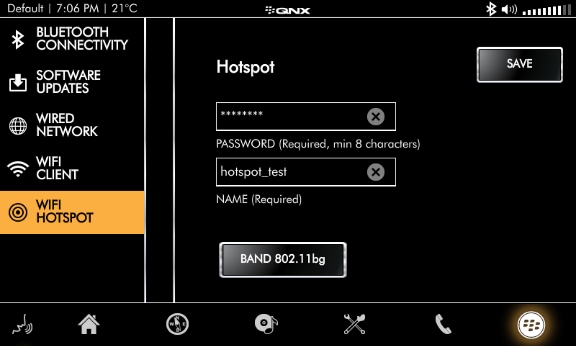 Default | 7:06 PM | 21°C
QNX
BLUETOOTH
CONNECTIVITY
SOFTWARE
UPDATES
WIRED
NETWORK
WIFI
CLIENT
WIFI
HOTSPOT
Hotspot
SAVE
********
PASSWORD (Required, min 8 characters)
hotspot_test
NAME (Required)
BAND 802.11bg